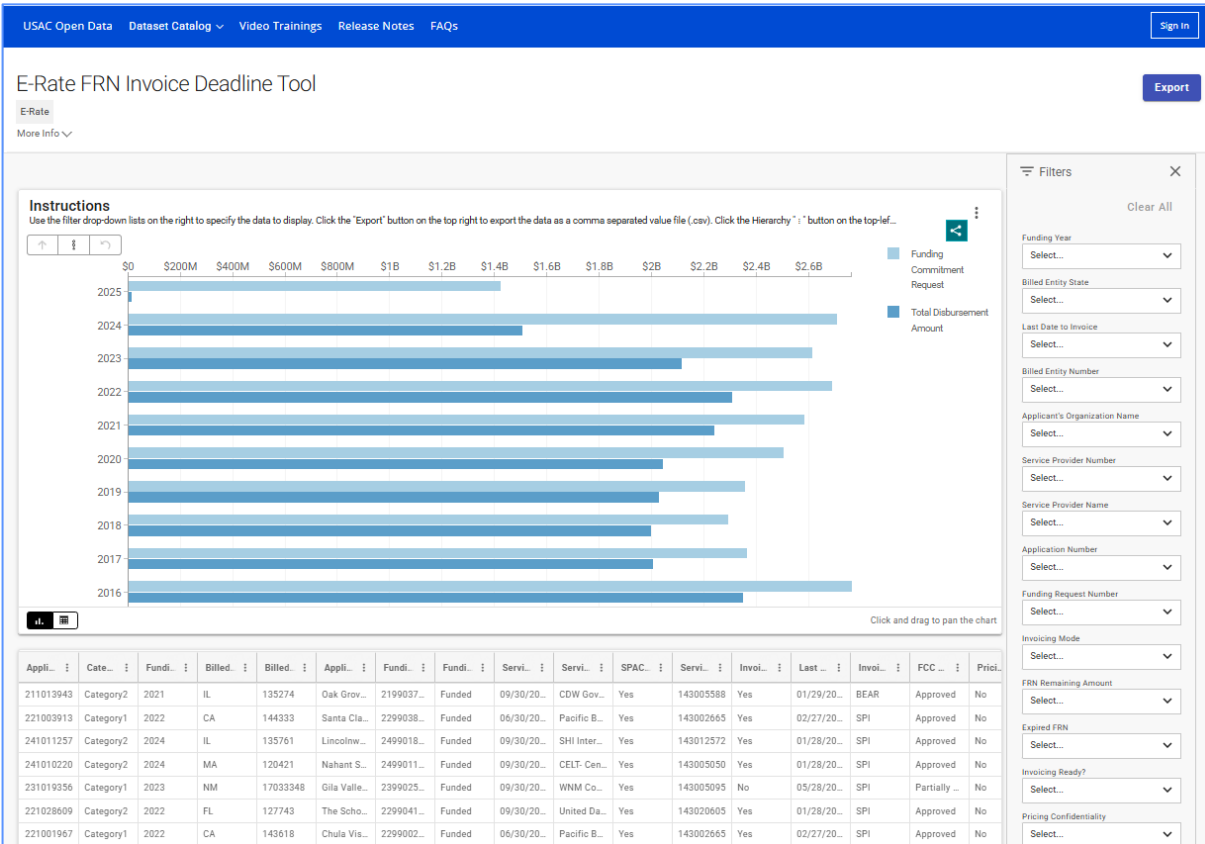 USAC Open Data Dataset Catalog Video Trainings Release Notes FAQs Sign In
E-Rate FRN Invoice Deadline Tool
Export
E-Rate
More Info
Filters
Clear All
Instructions
Use the filter drop-down lists on the right to specify the data to display. Click the "Export" button on the top right to export the data as a comma separated value file (.csv). Click the Hierarchy " : " button on the top-lef...
$0 $200M $400M $600M $800M $1B $1.2B $1.4B $1.6B $1.8B $2B $2.2B $2.4B $2.6B
Funding
Commitment
Request
Total Disbursement
Amount
2025
2024
2023
2022
2021
2020
2019
2018
2017
2016
Click and drag to pan the chart
Funding Year
Select...
Billed Entity State
Select...
Last Date to Invoice
Select...
Billed Entity Number
Select...
Applicant's Organization Name
Select...
Service Provider Number
Select...
Service Provider Name
Select...
Application Number
Select...
Funding Request Number
Select...
Invoicing Mode
Select...
FRN Remaining Amount
Select...
Expired FRN
Select...
Invoicing Ready?
Select...
Pricing Confidentiality
Select...
Appli... Cate... Fundi... Billed... Billed... Appli... Fundi... Fundi... Servi... Servi... SPAC... Servi... Invoi... Last ... Invoi... FCC ... Prici...
211013943 Category2 2021 IL 135274 Oak Grov... 2199037... Funded 09/30/20... CDW Gov... Yes 143005588 Yes 01/29/20... BEAR Approved No
221003913 Category1 2022 CA 144333 Santa Cla... 2299038... Funded 06/30/20... Pacific B... Yes 143002665 Yes 02/27/20... SPI Approved No
241011257 Category2 2024 IL 135761 Lincolnw... 2499018... Funded 09/30/20... SHI Inter... Yes 143012572 Yes 01/28/20... SPI Approved No
241010220 Category2 2024 MA 120421 Nahant S... 2499011... Funded 09/30/20... CELT- Cen... Yes 143005050 Yes 01/28/20... SPI Approved No
231019356 Category1 2023 NM 17033348 Gila Valle... 2399025... Funded 09/30/20... WNM Co... Yes 143005095 No 05/28/20... SPI Partially ... No
221028609 Category2 2022 FL 127743 The Scho... 2299041... Funded 09/30/20... United Da... Yes 143020605 Yes 01/28/20... SPI Approved No
221001967 Category1 2022 CA 143618 Chula Vis... 2299002... Funded 06/30/20... Pacific B... Yes 143002665 Yes 02/27/20... SPI Approved No